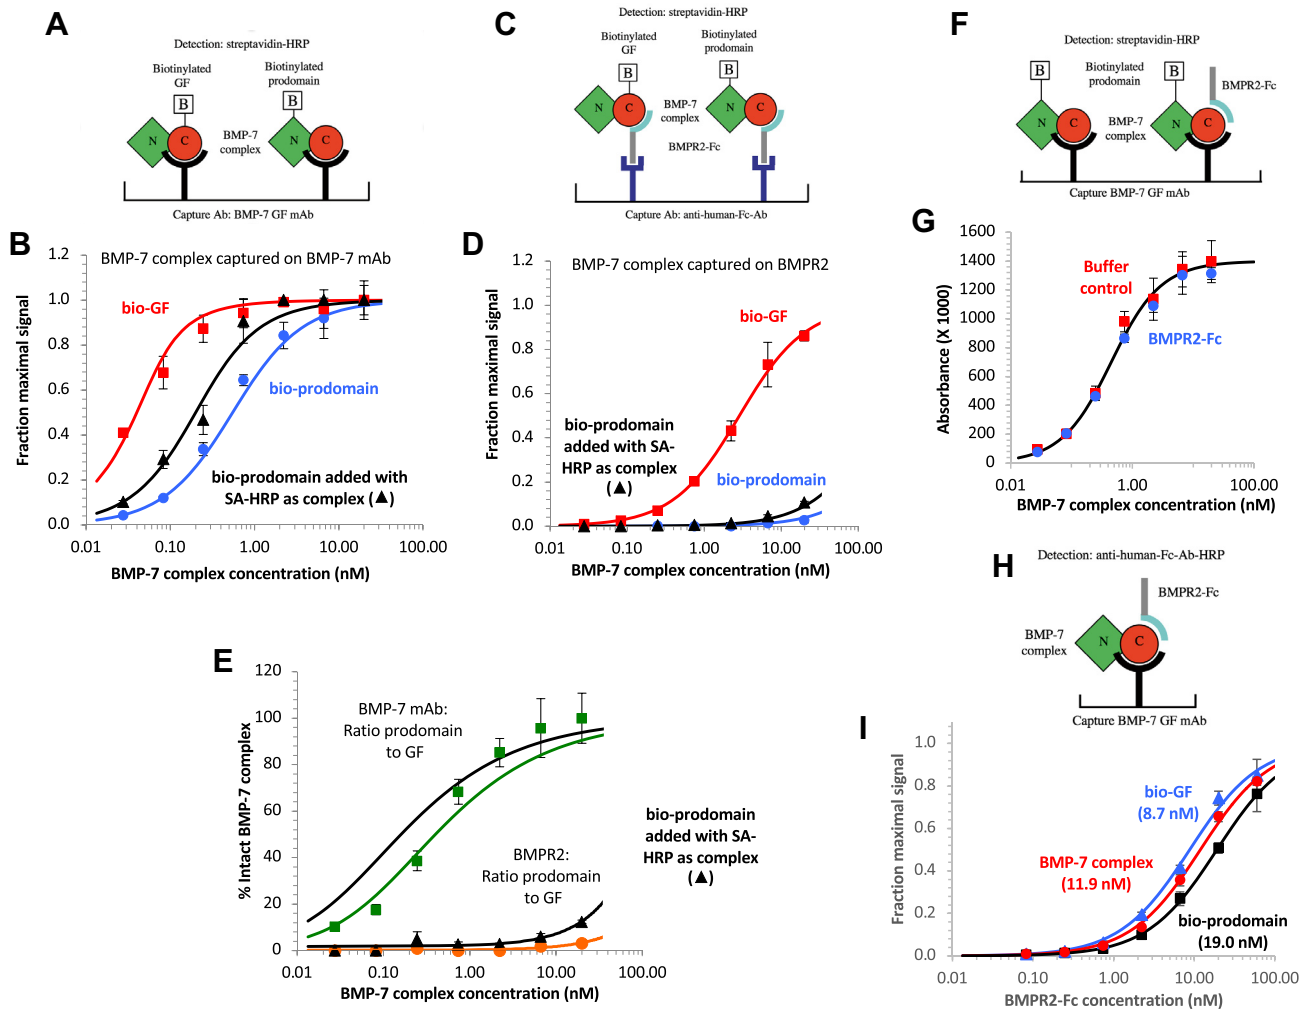 A
Detection: streptavidin-HRP
Biotinylated
GF
Biotinylated
prodomain
B
B
N
C
BMP-7
complex
N
C
Capture Ab: BMP-7 GF mAb
B
BMP-7 complex captured on BMP-7 mAb
bio-GF
bio-prodomain
bio-prodomain added with
SA-HRP as complex (▲)
Fraction maximal signal
1.2
1.0
0.8
0.6
0.4
0.2
0.0
0.01
0.10
1.00
10.00
100.00
BMP-7 complex concentration (nM)
C
Detection: streptavidin-HRP
Biotinylated
GF
Biotinylated
prodomain
B
B
N
C
BMP-7
complex
N
C
BMPR2-Fc
Capture Ab: anti-human-Fc-Ab
D
BMP-7 complex captured on BMPR2
bio-GF
bio-prodomain
added with SA-
HRP as complex
(▲)
bio-prodomain
Fraction maximal signal
1.2
1.0
0.8
0.6
0.4
0.2
0.0
0.01
0.10
1.00
10.00
100.00
BMP-7 complex concentration (nM)
E
BMP-7 mAb:
Ratio prodomain
to GF
BMPR2:
Ratio prodomain
to GF
bio-prodomain
added with SA-
HRP as complex
(▲)
% Intact BMP-7 complex
120
100
80
60
40
20
0
0.01
0.10
1.00
10.00
100.00
BMP-7 complex concentration (nM)
F
Detection: streptavidin-HRP
B
Biotinylated
prodomain
B
BMPR2-Fc
N
C
BMP-7
complex
N
C
Capture BMP-7 GF mAb
G
Buffer
control
BMPR2-Fc
Absorbance (X 1000)
1600
1400
1200
1000
800
600
400
200
0
0.01
1.00
100.00
BMP-7 complex concentration (nM)
H
Detection: anti-human-Fc-Ab-HRP
BMPR2-Fc
BMP-7
complex
N
C
Capture BMP-7 GF mAb
I
bio-GF
(8.7 nM)
BMP-7 complex
(11.9 nM)
bio-prodomain
(19.0 nM)
Fraction maximal signal
1.0
0.8
0.6
0.4
0.2
0.0
0.01
0.10
1.00
10.00
100.00
BMPR2-Fc concentration (nM)